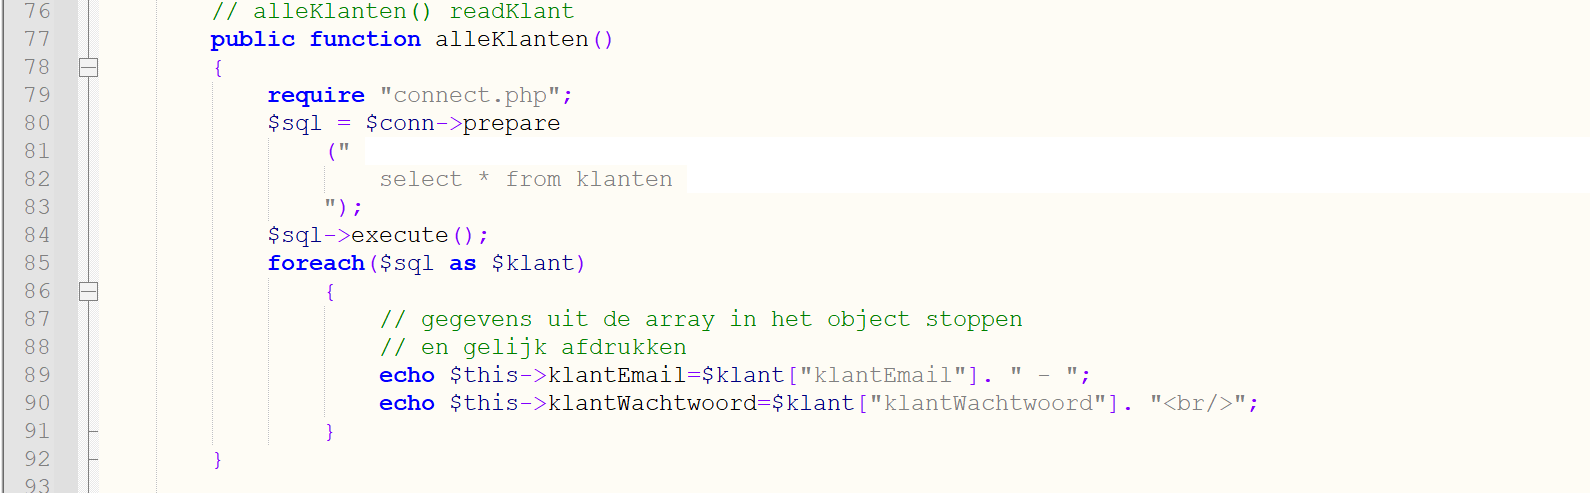 76 // alleKlanten() readKlant
77 public function alleKlanten()
78 {
79 require "connect.php";
80 $sql = $conn->prepare
81 ("
82 select * from klanten
83 ");
84 $sql->execute();
85 foreach($sql as $klant)
86 {
87 // gegevens uit de array in het object stoppen
88 // en gelijk afdrukken
89 echo $this->klantEmail=$klant["klantEmail"]. " - ";
90 echo $this->klantWachtwoord=$klant["klantWachtwoord"]. "<br/>";
91 }
92 }
93